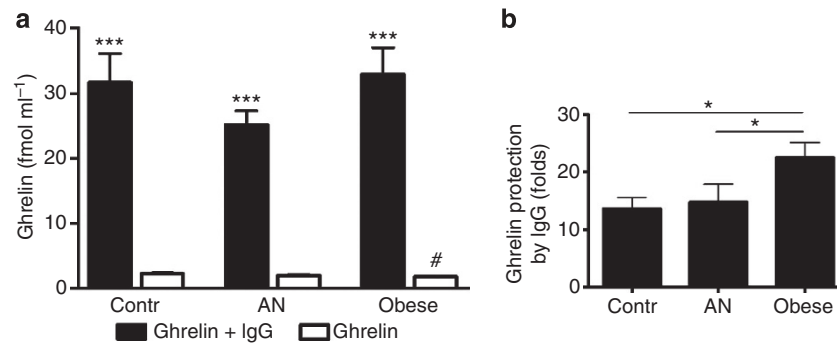 a
Ghrelin (fmol ml−1)
40
30
20
10
0
***
***
***
#
Contr AN Obese
Ghrelin + IgG Ghrelin
b
Ghrelin protection
by IgG (folds)
30
20
10
0
*
*
Contr AN Obese